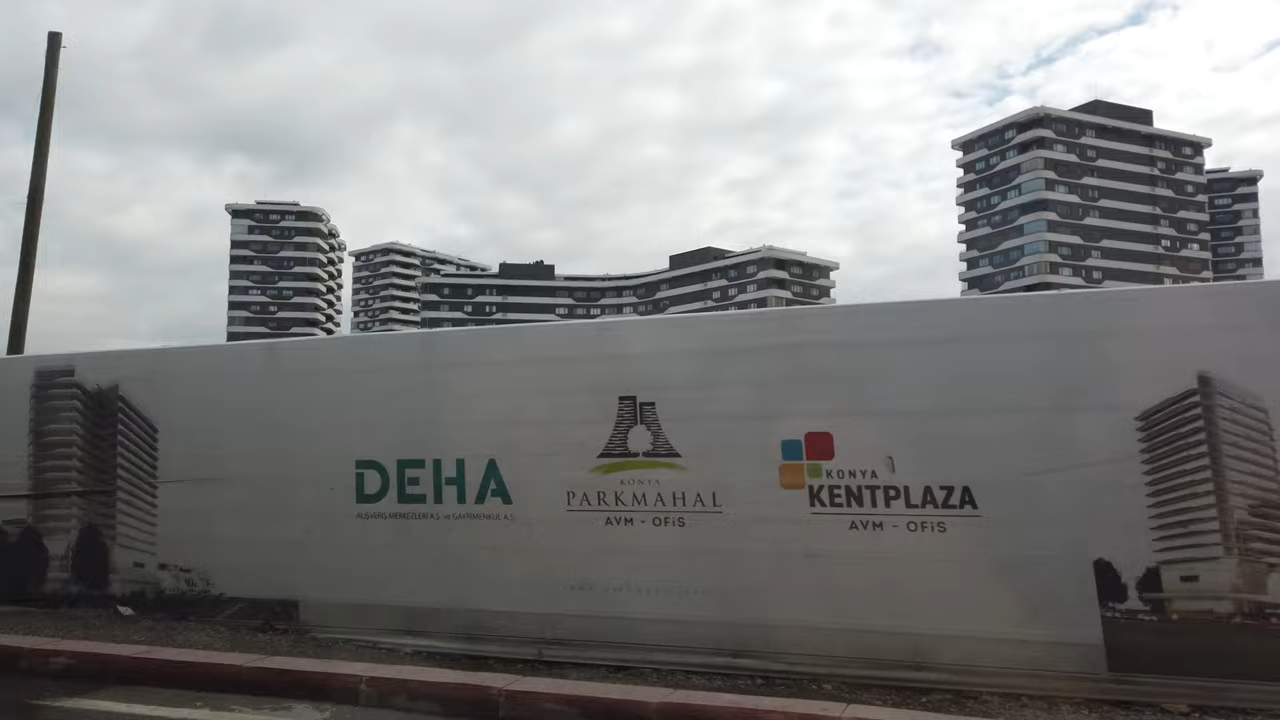 DEHA
ALIŞVERİŞ MERKEZLERİ A.Ş. ve GAYRİMENKUL A.Ş.
KONYA
PARKMAHAL
AVM - OFİS
KONYA
KENTPLAZA
AVM - OFİS